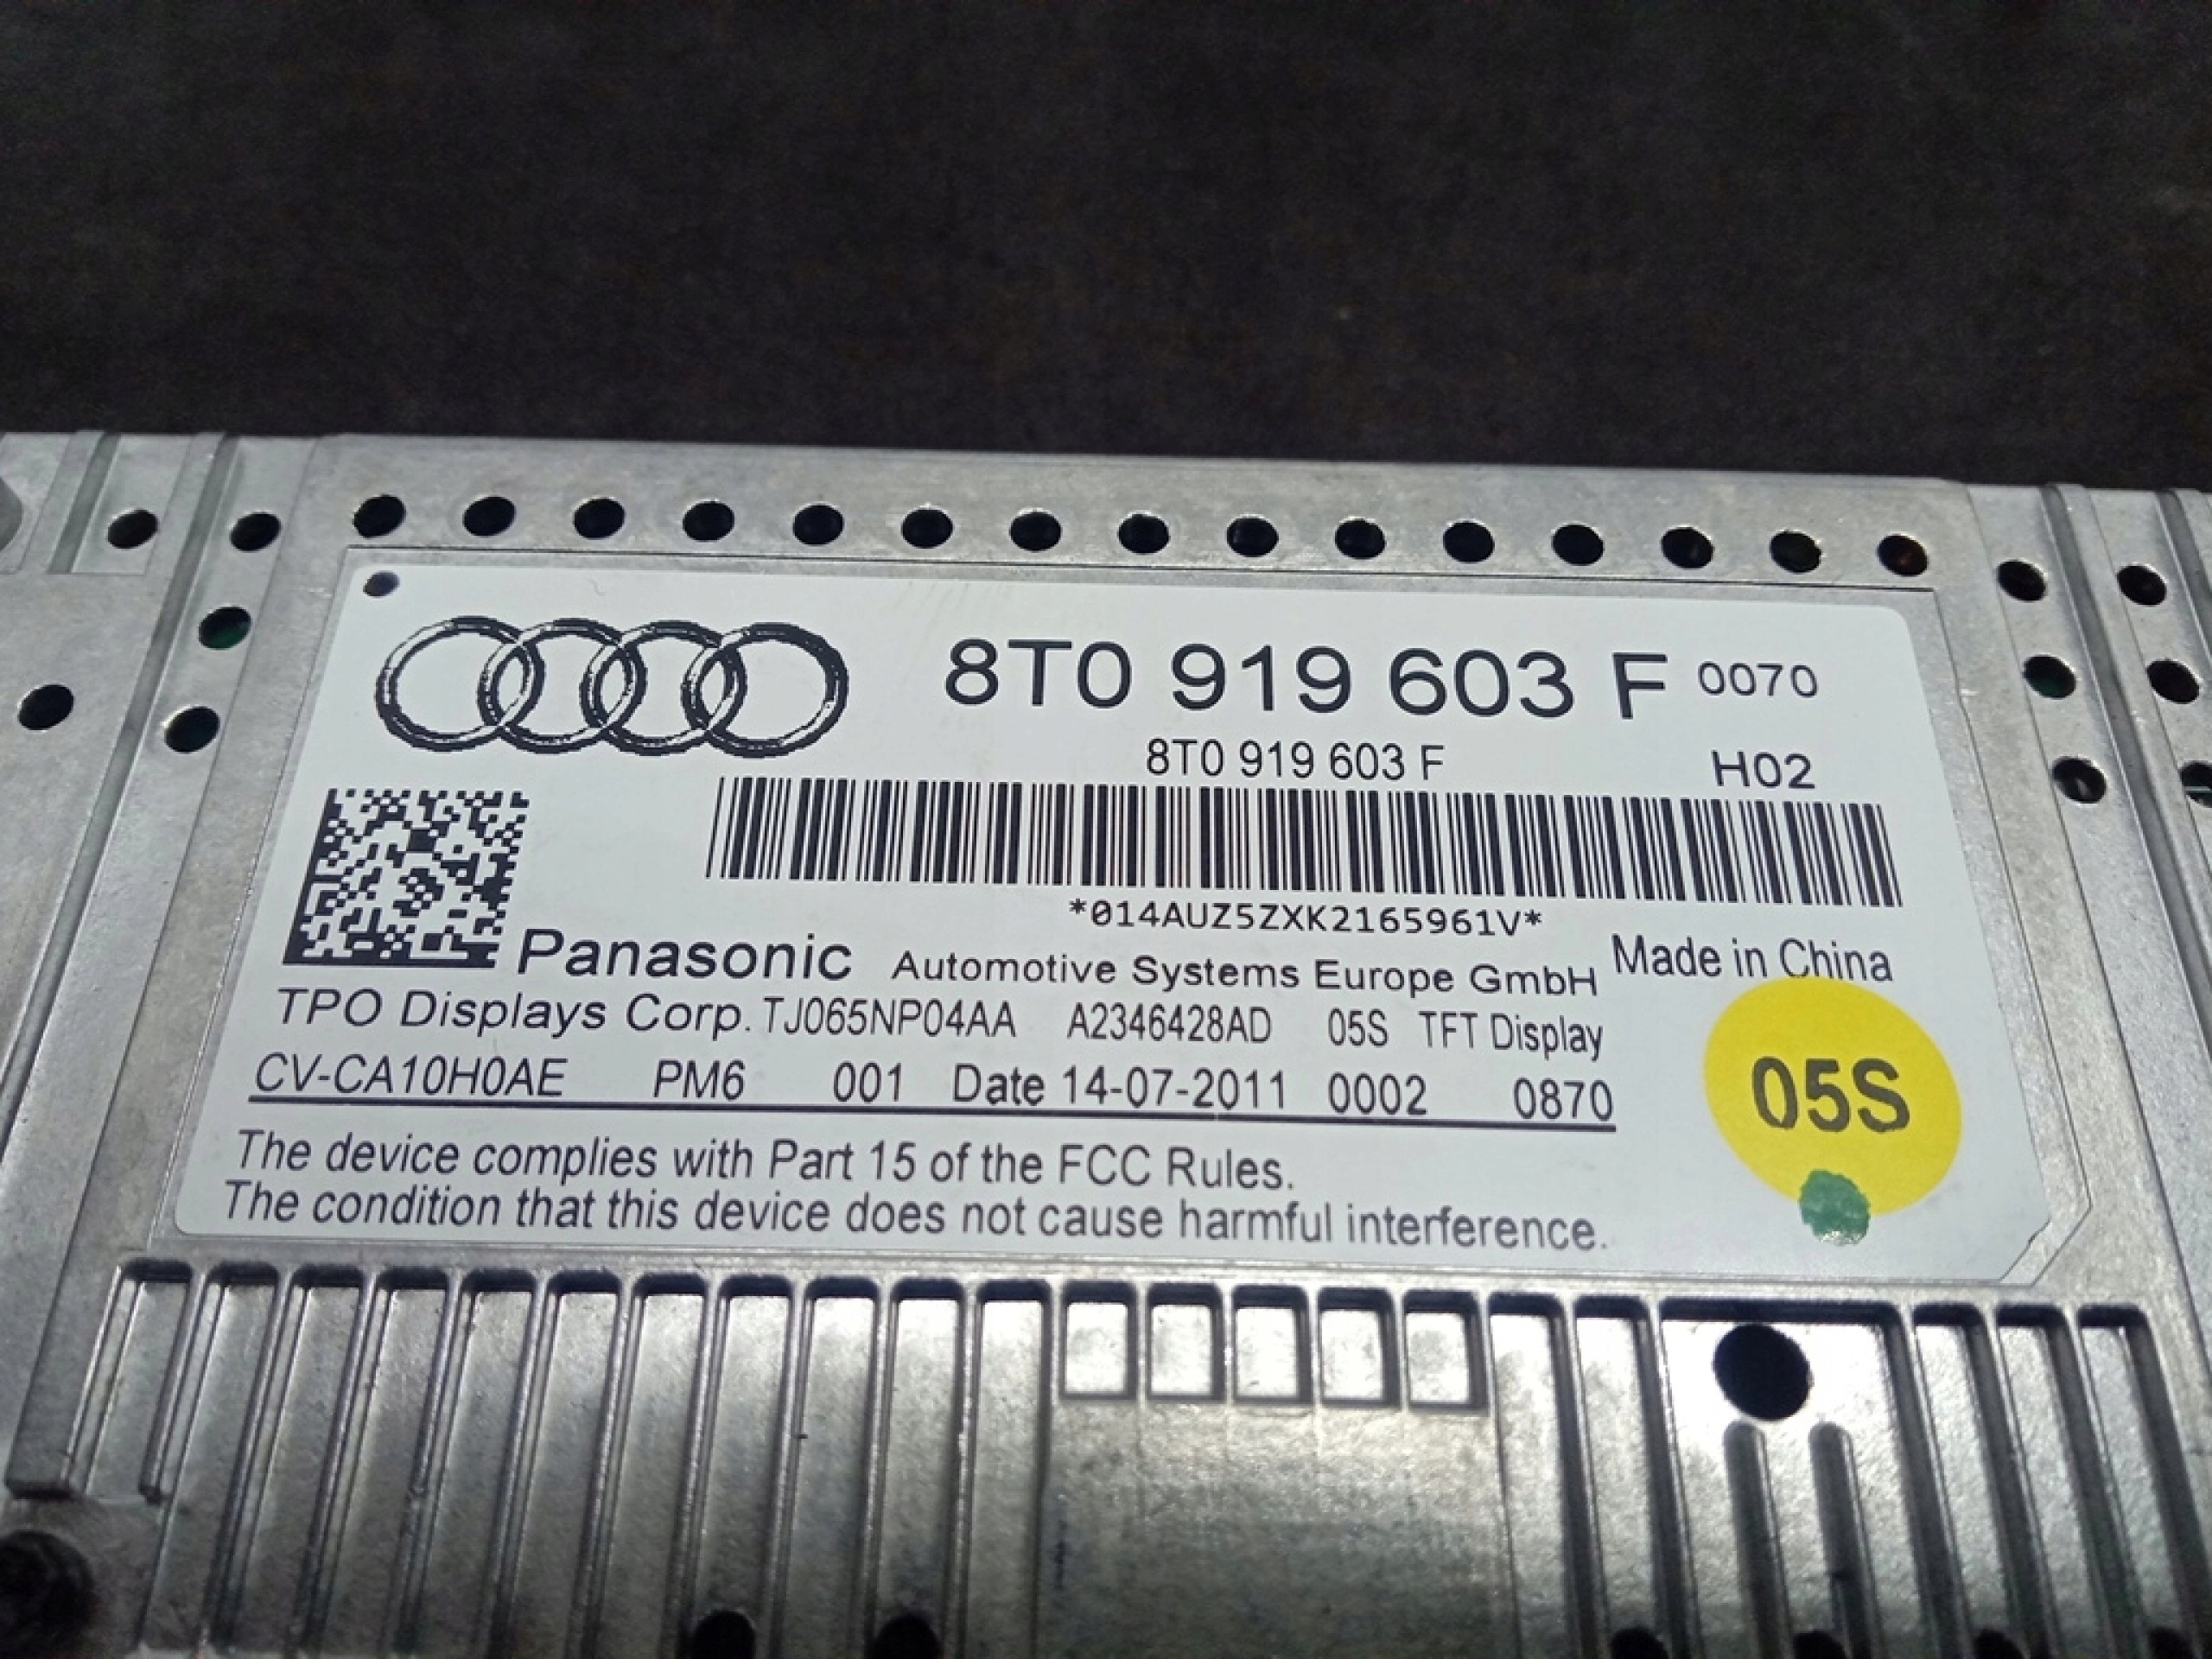 8T0 919 603 F 0070
8T0 919 603 F H02
*014AUZ5ZXK2165961V*
Panasonic Automotive Systems Europe GmbH Made in China
TPO Displays Corp. TJ065NP04AA A2346428AD 05S TFT Display
CV-CA10H0AE PM6 001 Date 14-07-2011 0002 0870
05S
The device complies with Part 15 of the FCC Rules.
The condition that this device does not cause harmful interference.